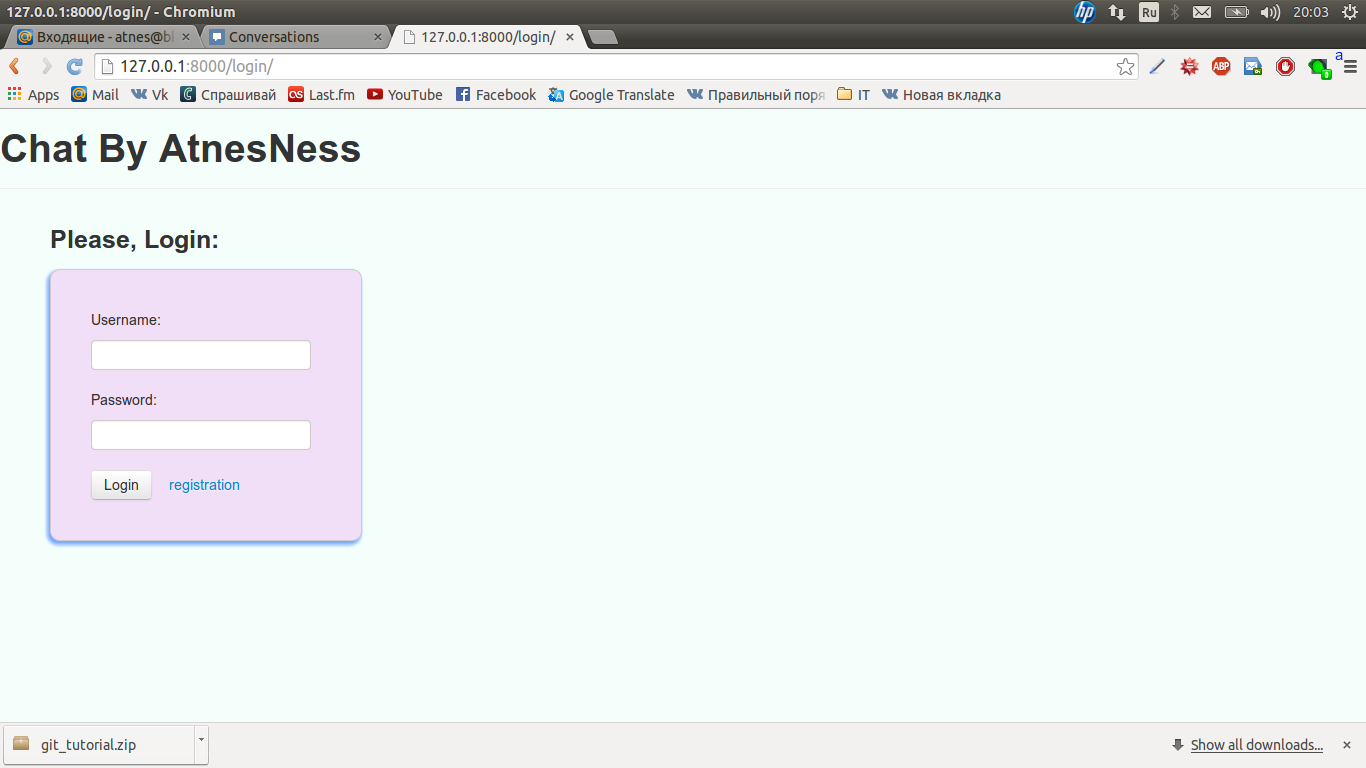 127.0.0.1:8000/login/ - Chromium
Ru
20:03
Входящие - atnes@bl
Conversations
127.0.0.1:8000/login/
127.0.0.1:8000/login/
ABP
0
a
Apps
Mail
Vk
Спрашивай
Last.fm
YouTube
Facebook
Google Translate
Правильный поря
IT
Новая вкладка
Chat By AtnesNess
Please, Login:
Username:
Password:
Login
registration
git_tutorial.zip
Show all downloads...